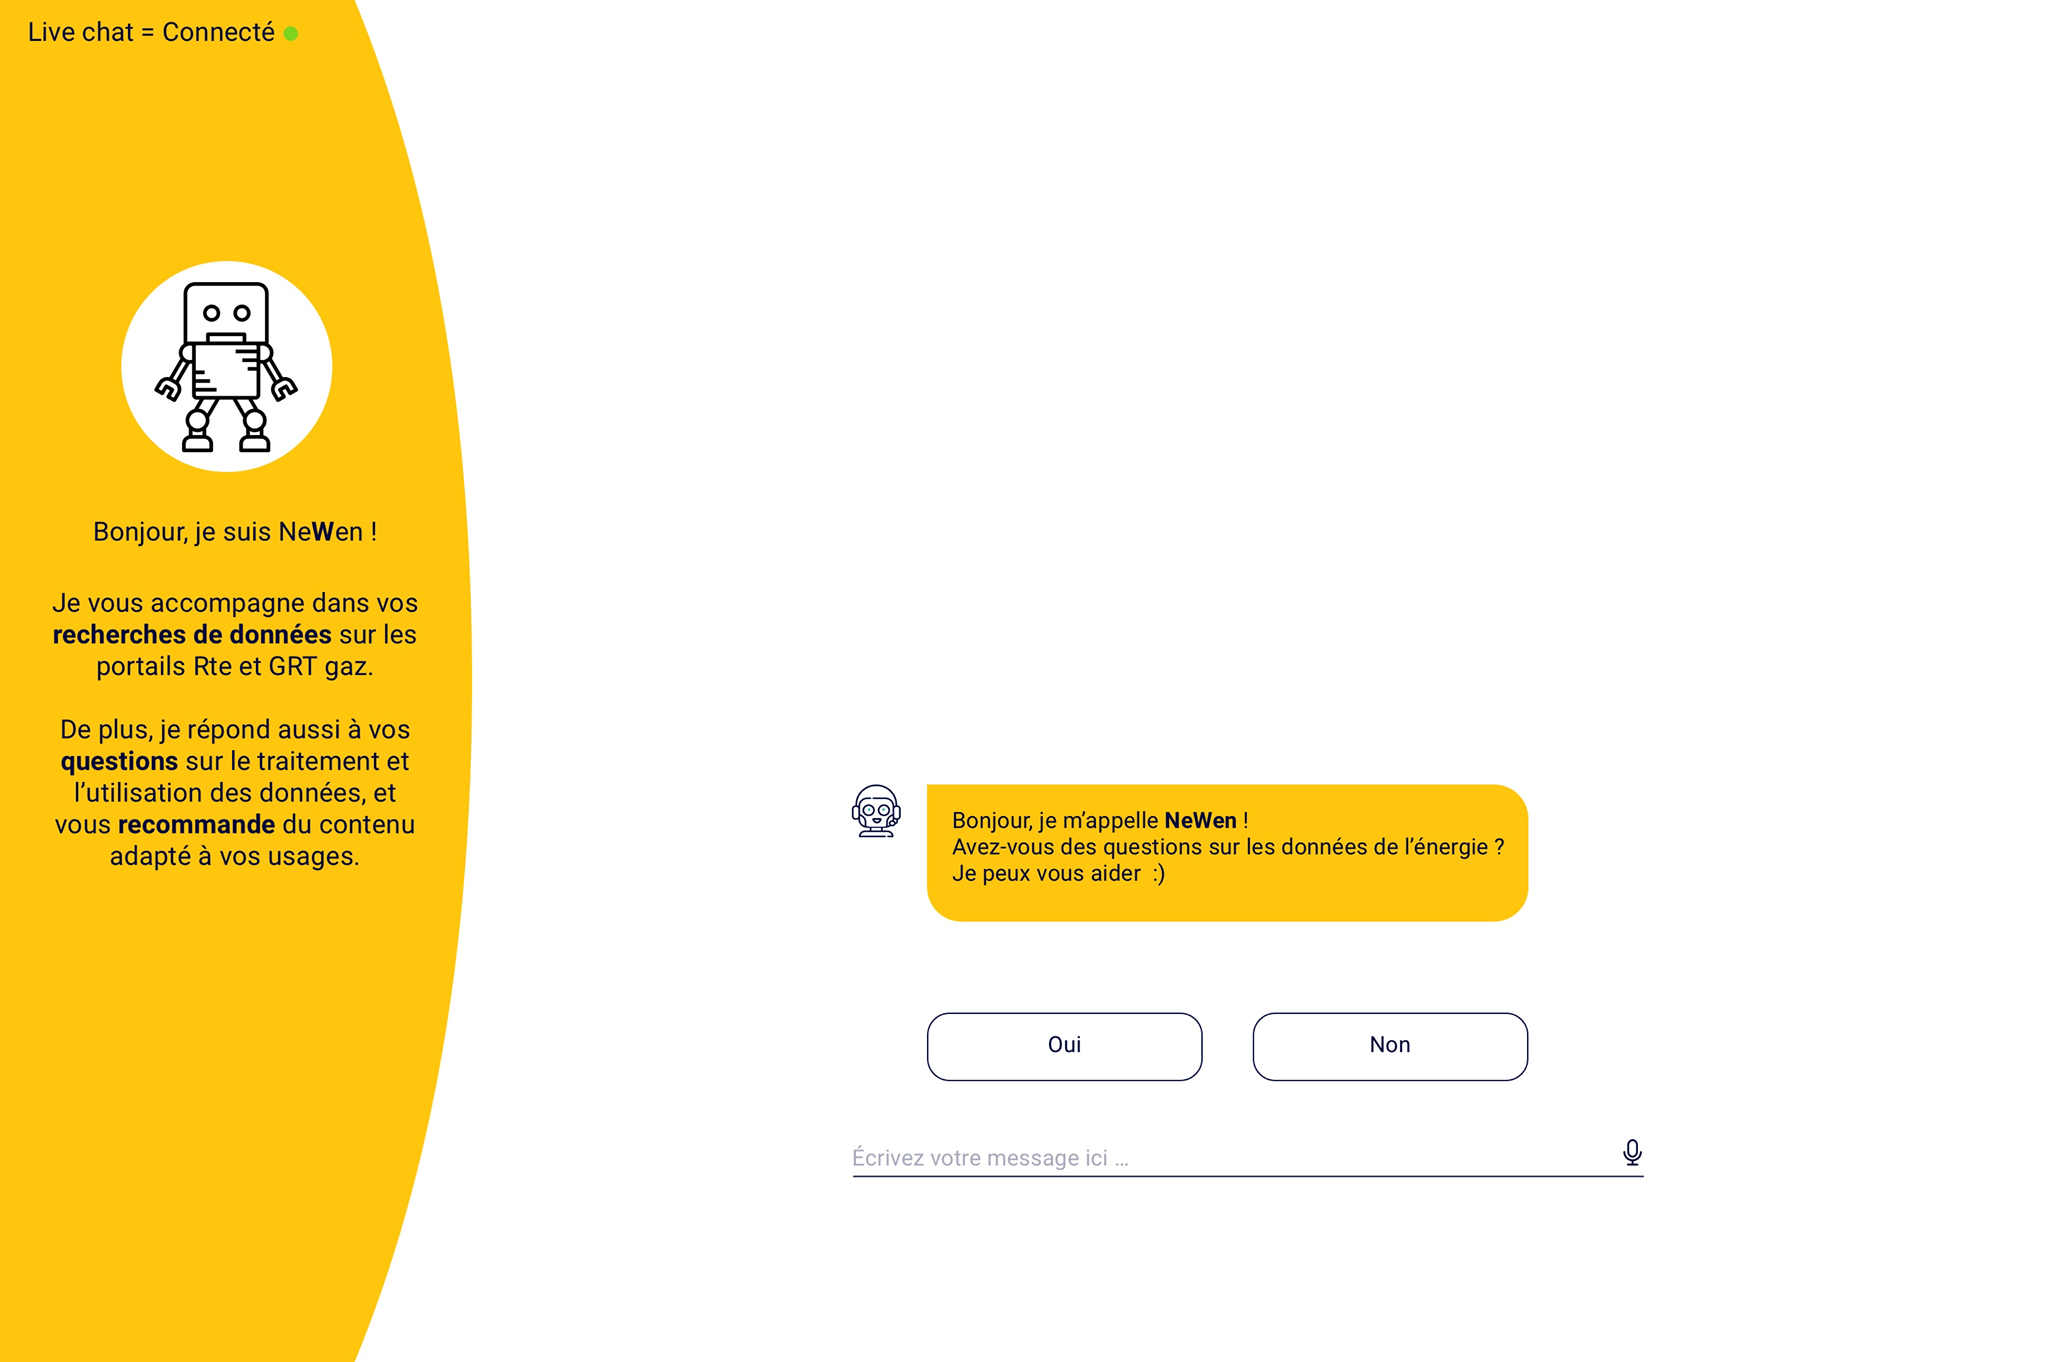 Live chat = Connecté
Bonjour, je suis NeWen !
Je vous accompagne dans vos
recherches de données sur les
portails Rte et GRT gaz.
De plus, je répond aussi à vos
questions sur le traitement et
l’utilisation des données, et
vous recommande du contenu
adapté à vos usages.
Bonjour, je m’appelle NeWen !
Avez-vous des questions sur les données de l’énergie ?
Je peux vous aider :)
Oui
Non
Écrivez votre message ici ...